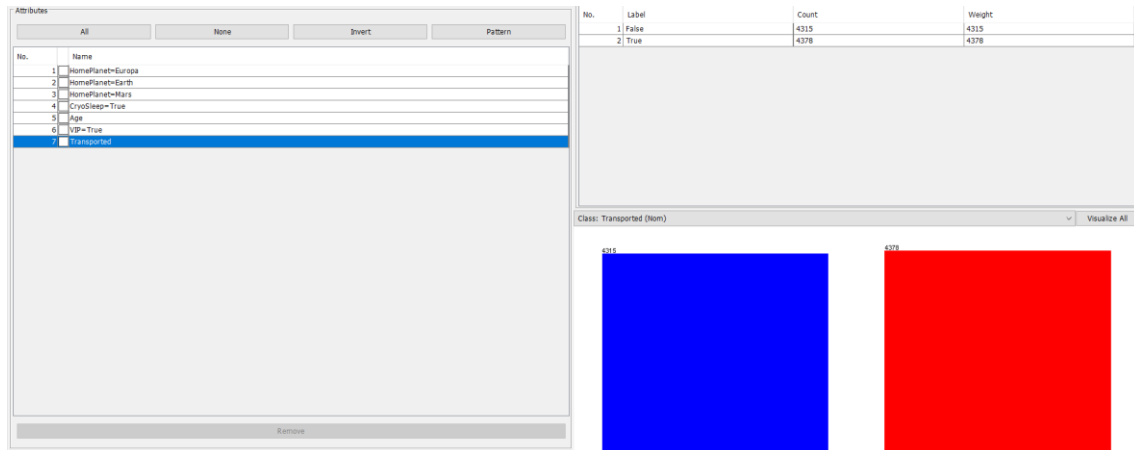 Attributes
All None Invert Pattern
No. Name
1 HomePlanet=Europa
2 HomePlanet=Earth
3 HomePlanet=Mars
4 CryoSleep=True
5 Age
6 VIP=True
7 Transported
Remove
No. Label Count Weight
1 False 4315 4315
2 True 4378 4378
Class: Transported (Nom) Visualize All
4315 4378